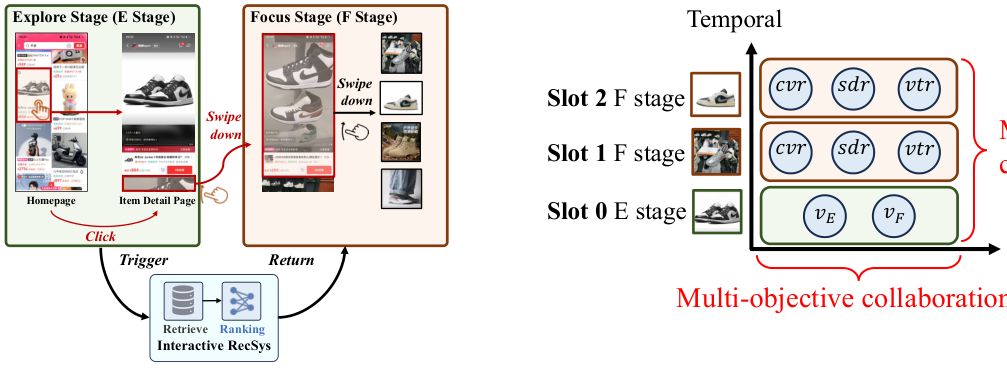 Explore Stage (E Stage)
Homepage
Item Detail Page
Click
Swipe
down
Focus Stage (F Stage)
Swipe
down
Trigger
Return
Retrieve
Ranking
Interactive RecSys
Temporal
Slot 2 F stage
cvr
sdr
vtr
Slot 1 F stage
cvr
sdr
vtr
Slot 0 E stage
v_E
v_F
Multi-objective collaboration